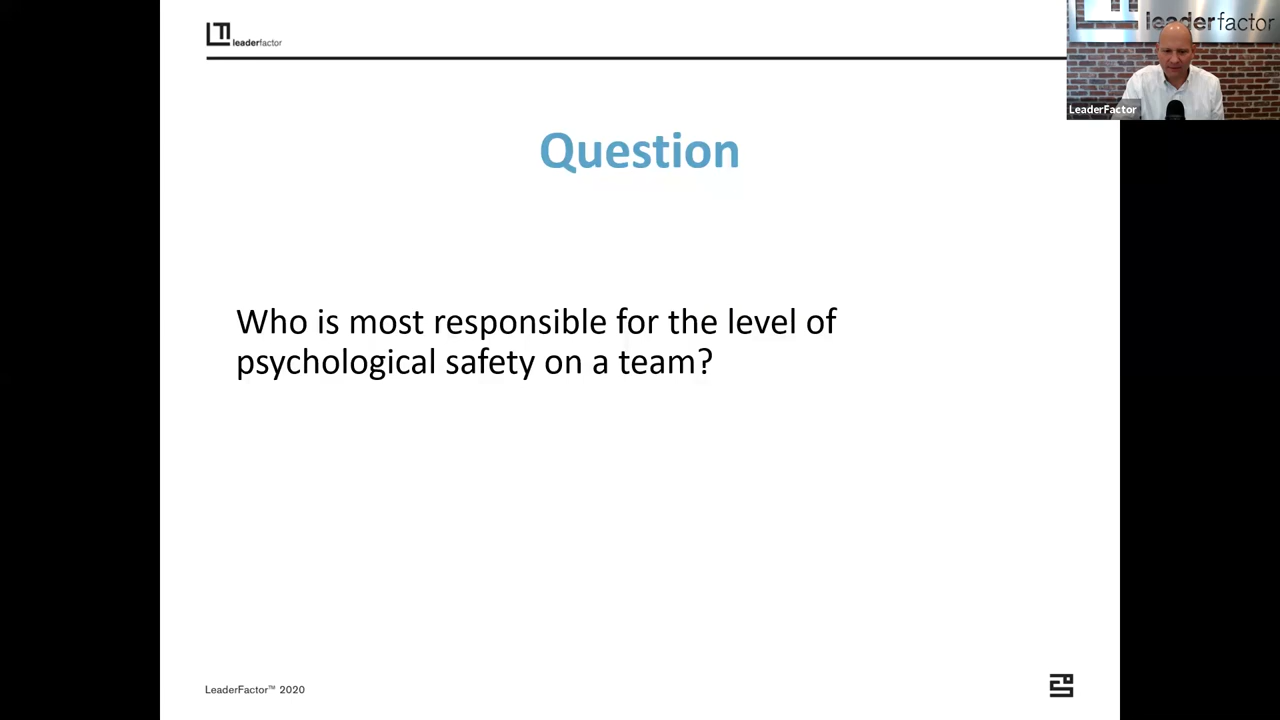 leaderfactor
leaderfactor
LeaderFactor
Question
Who is most responsible for the level of
psychological safety on a team?
LeaderFactor™ 2020